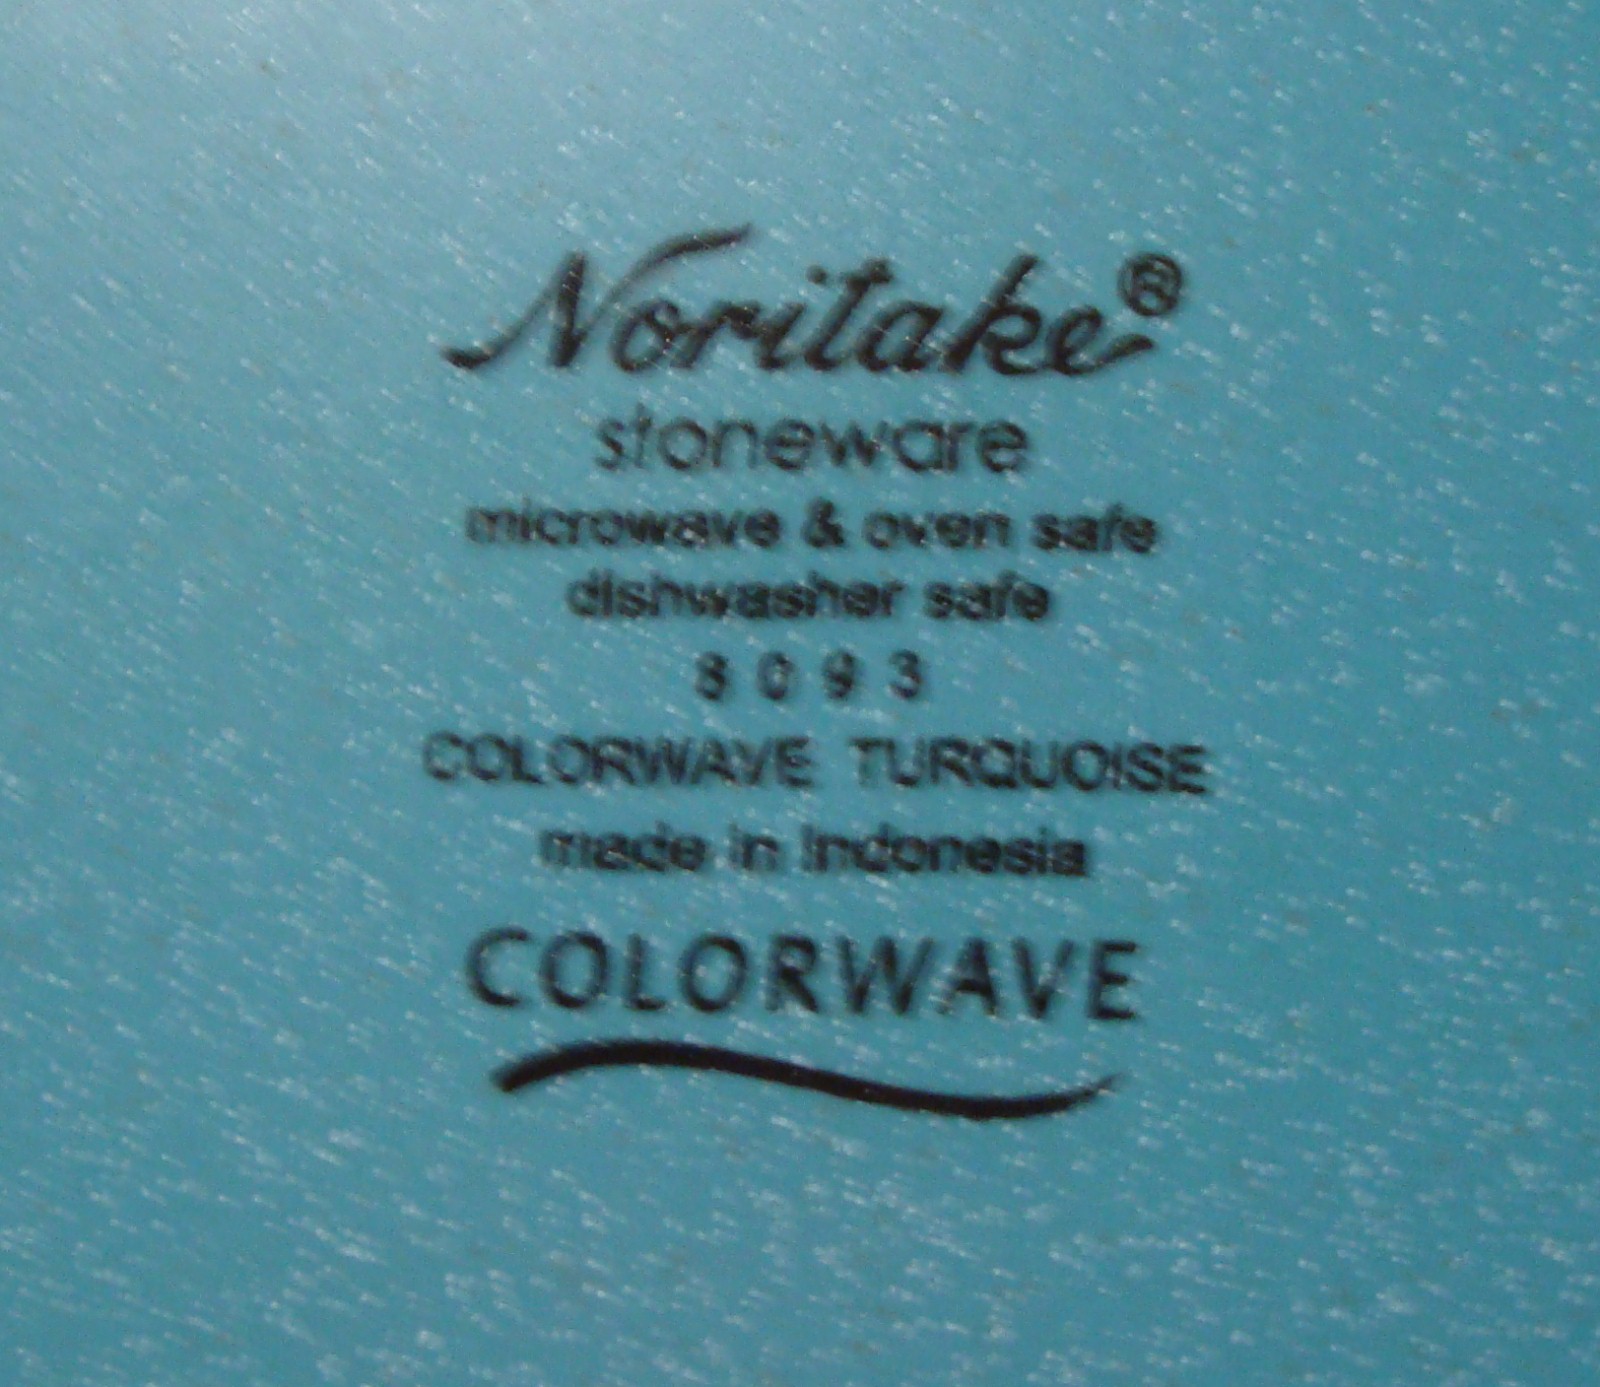 Noritake®
stoneware
microwave & oven safe
dishwasher safe
8093
COLORWAVE TURQUOISE
made in Indonesia
COLORWAVE